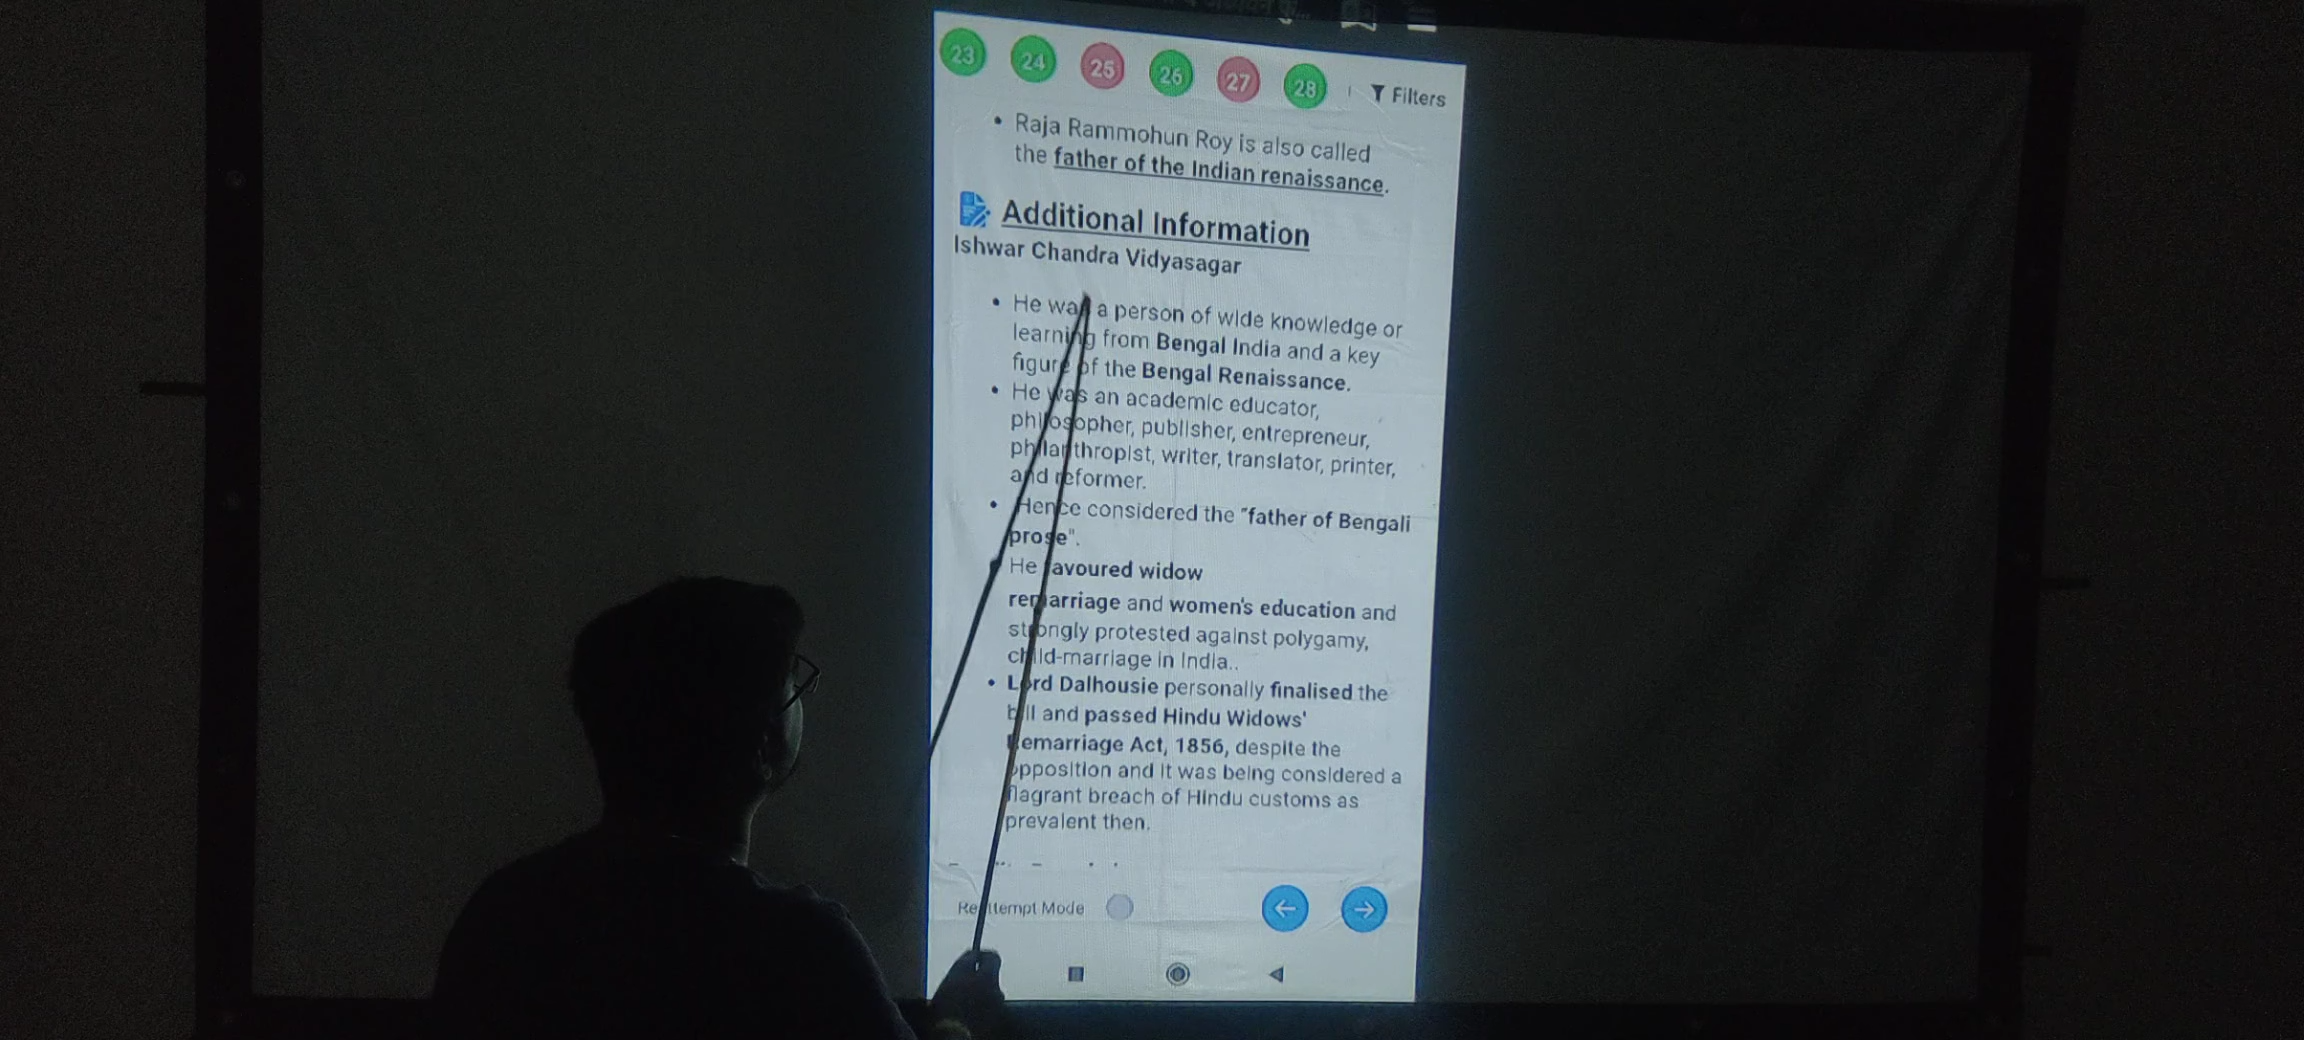 23 24 25 26 27 28 Filters
• Raja Rammohun Roy is also called
the father of the Indian renaissance.
Additional Information
Ishwar Chandra Vidyasagar
• He was a person of wide knowledge or
learning from Bengal India and a key
figure of the Bengal Renaissance.
• He was an academic educator,
philosopher, publisher, entrepreneur,
philanthropist, writer, translator, printer,
and reformer.
• Hence considered the "father of Bengali
prose".
He favoured widow
remarriage and women's education and
strongly protested against polygamy,
child-marriage in India..
• Lord Dalhousie personally finalised the
bill and passed Hindu Widows'
Remarriage Act, 1856, despite the
opposition and it was being considered a
flagrant breach of Hindu customs as
prevalent then.
Re-attempt Mode